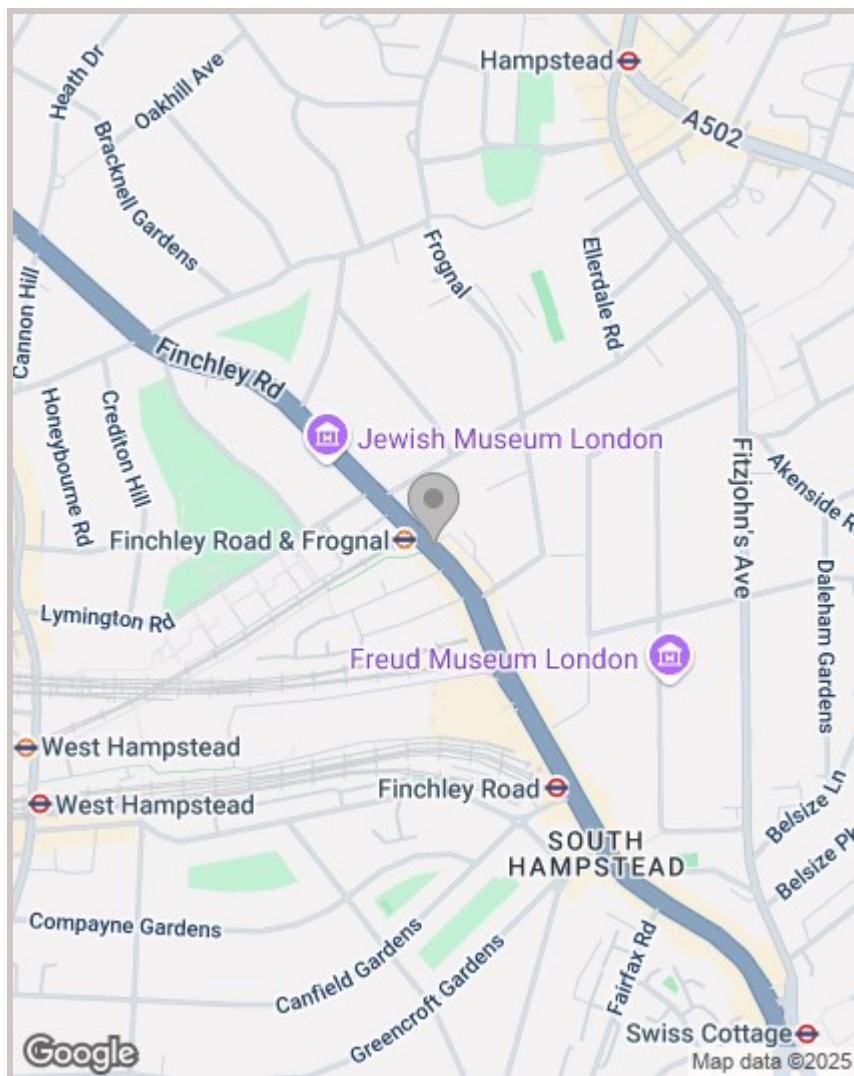 Hampstead
Heath Dr
Oakhill Ave
A502
Bracknell Gardens
Frognal
Ellerdale Rd
Cannon Hill
Finchley Rd
Honeybourne Rd
Crediton Hill
Jewish Museum London
Fitzjohn's Ave
Akenside R
Finchley Road & Frognal
Daleham Gardens
Lymington Rd
Freud Museum London
West Hampstead
Finchley Road
West Hampstead
Belsize Ln
SOUTH
HAMPSTEAD
Belsize Pk
Compayne Gardens
Canfield Gardens
Fairfax Rd
Greencroft Gardens
Swiss Cottage
Google
Map data ©2025